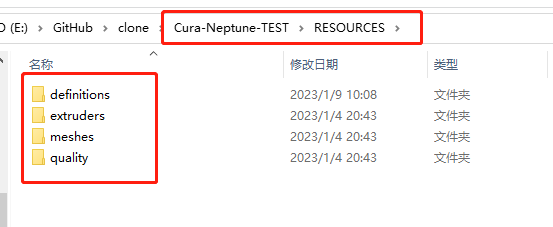 O (E:) > GitHub > clone > Cura-Neptune-TEST > RESOURCES >
名称 修改日期 类型
definitions 2023/1/9 10:08 文件夹
extruders 2023/1/4 20:43 文件夹
meshes 2023/1/4 20:43 文件夹
quality 2023/1/4 20:43 文件夹